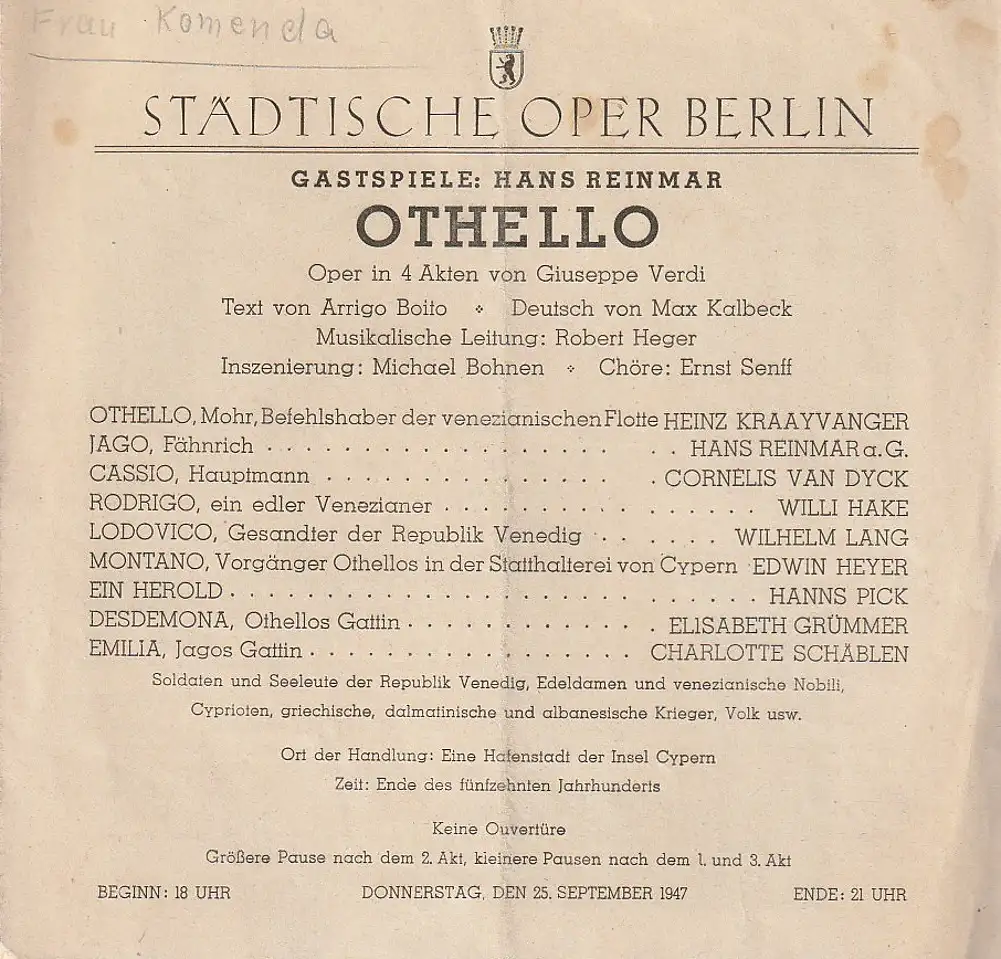 Frau Komenda
STÄDTISCHE OPER BERLIN
GASTSPIELE: HANS REINMAR
OTHELLO
Oper in 4 Akten von Giuseppe Verdi
Text von Arrigo Boito ❖ Deutsch von Max Kalbeck
Musikalische Leitung: Robert Heger
Inszenierung: Michael Bohnen ❖ Chöre: Ernst Senff
OTHELLO, Mohr, Befehlshaber der venezianischen Flotte HEINZ KRAAYVANGER
JAGO, Fähnrich . . . . . . . . . . . . . . . . . . . HANS REINMAR a. G.
CASSIO, Hauptmann . . . . . . . . . . . . . . . . CORNELIS VAN DYCK
RODRIGO, ein edler Venezianer . . . . . . . . . . . . . . . . WILLI HAKE
LODOVICO, Gesandter der Republik Venedig . . . . . . . WILHELM LANG
MONTANO, Vorgänger Othellos in der Statthalterei von Cypern EDWIN HEYER
EIN HEROLD . . . . . . . . . . . . . . . . . . . . . . . . . HANNS PICK
DESDEMONA, Othellos Gattin . . . . . . . . . . . . . ELISABETH GRÜMMER
EMILIA, Jagos Gattin . . . . . . . . . . . . . . . . CHARLOTTE SCHÄBLEN
Soldaten und Seeleute der Republik Venedig, Edeldamen und venezianische Nobili,
Cyprioten, griechische, dalmatinische und albanesische Krieger, Volk usw.
Ort der Handlung: Eine Hafenstadt der Insel Cypern
Zeit: Ende des fünfzehnten Jahrhunderts
Keine Ouvertüre
Größere Pause nach dem 2. Akt, kleinere Pausen nach dem 1. und 3. Akt
BEGINN: 18 UHR DONNERSTAG, DEN 25. SEPTEMBER 1947 ENDE: 21 UHR